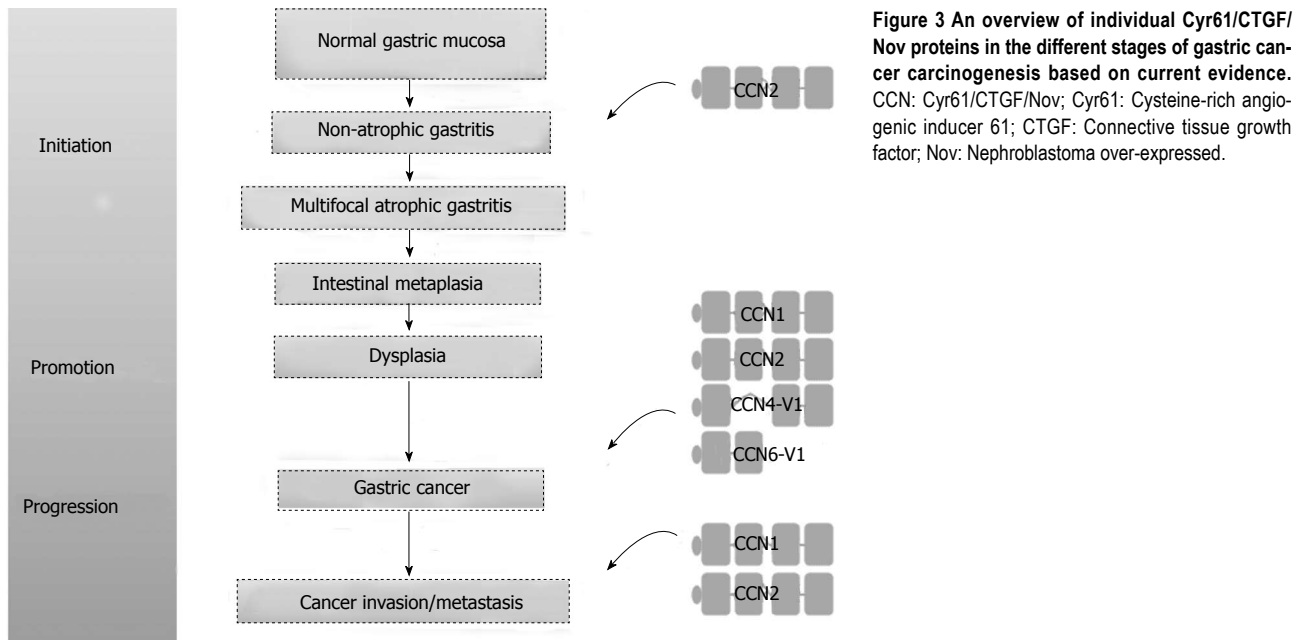 Normal gastric mucosa
CCN2
Non-atrophic gastritis
Initiation
Multifocal atrophic gastritis
Intestinal metaplasia
CCN1
Dysplasia
CCN2
Promotion
CCN4-V1
CCN6-V1
Gastric cancer
Progression
CCN1
CCN2
Cancer invasion/metastasis
Figure 3 An overview of individual Cyr61/CTGF/
Nov proteins in the different stages of gastric can-
cer carcinogenesis based on current evidence.
CCN: Cyr61/CTGF/Nov; Cyr61: Cysteine-rich angio-
genic inducer 61; CTGF: Connective tissue growth
factor; Nov: Nephroblastoma over-expressed.